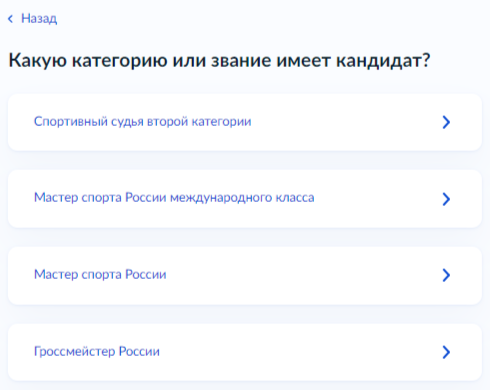 Назад
Какую категорию или звание имеет кандидат?
Спортивный судья второй категории
Мастер спорта России международного класса
Мастер спорта России
Гроссмейстер России